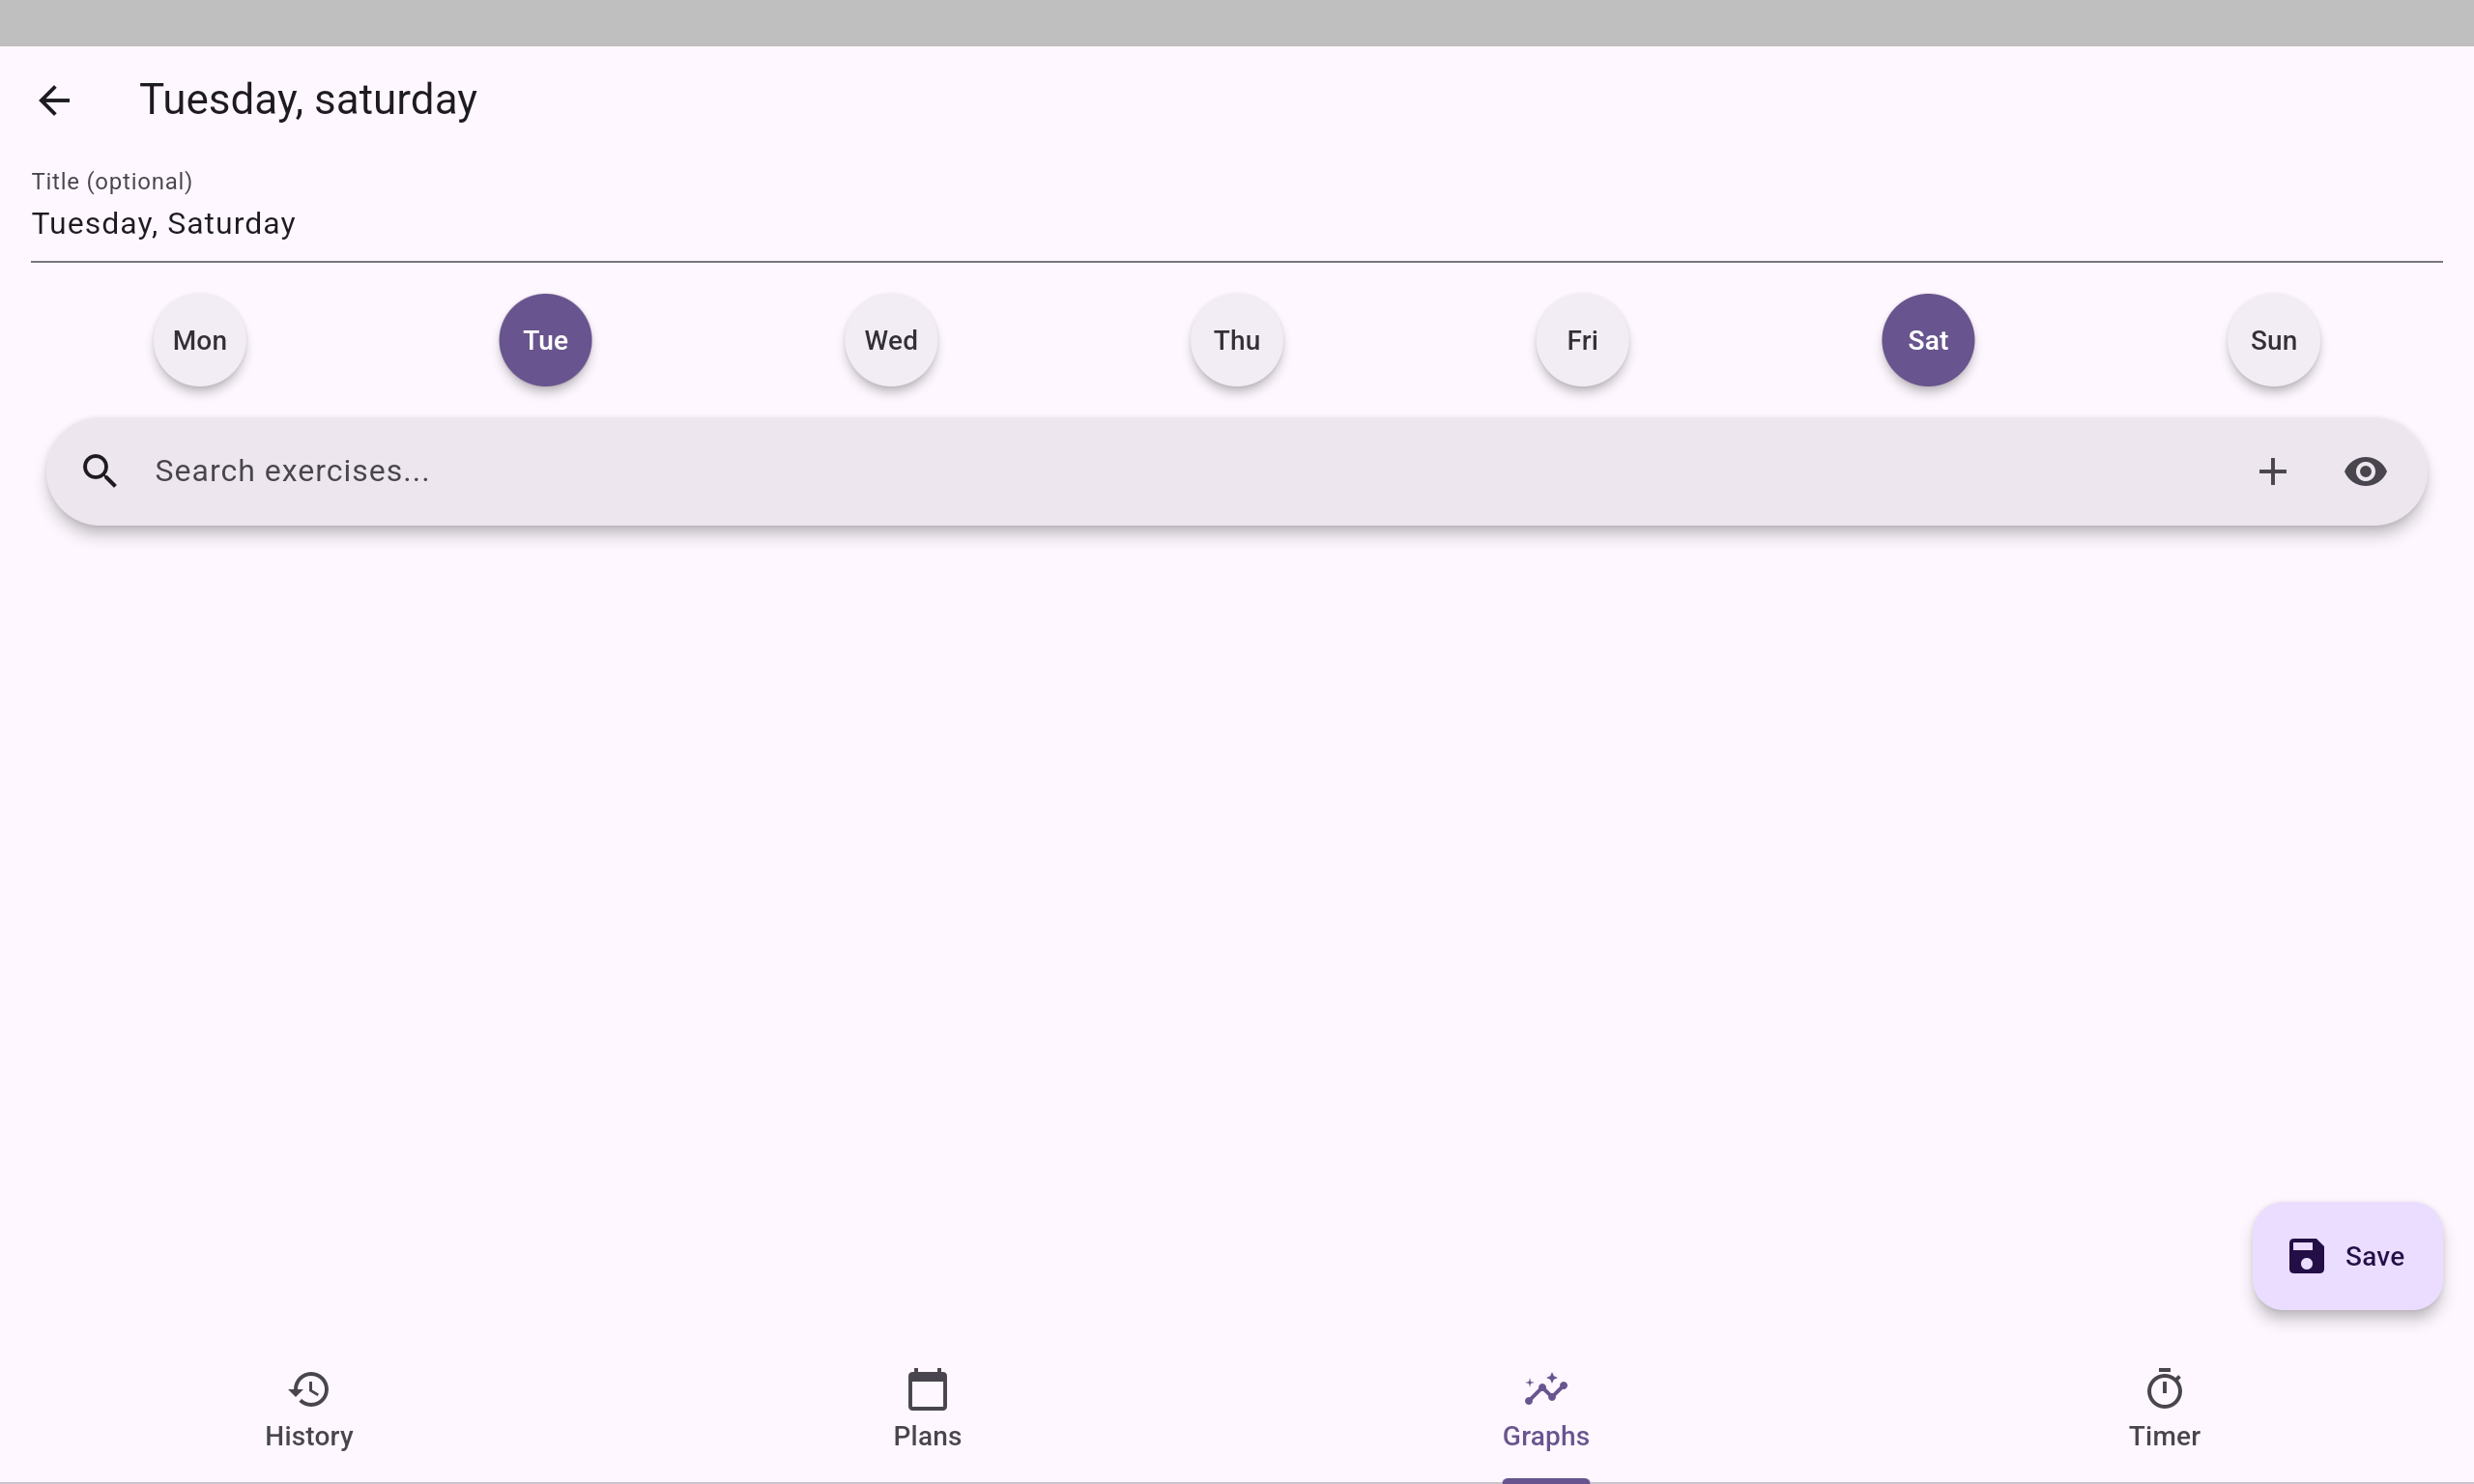 Tuesday, saturday
Title (optional)
Tuesday, Saturday
Mon Tue Wed Thu Fri Sat Sun
Search exercises...
Save
History Plans Graphs Timer